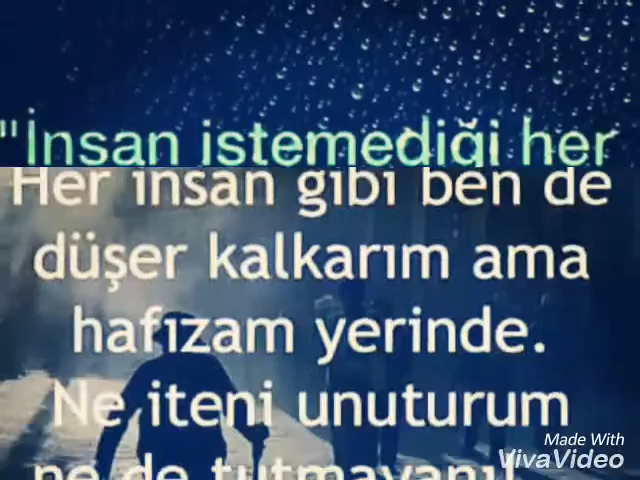 "İnsan istemediği her
Her insan gibi ben de
düşer kalkarım ama
hafızam yerinde.
Ne iteni unuturum
ne de tutmayanı!
Made With
VivaVideo